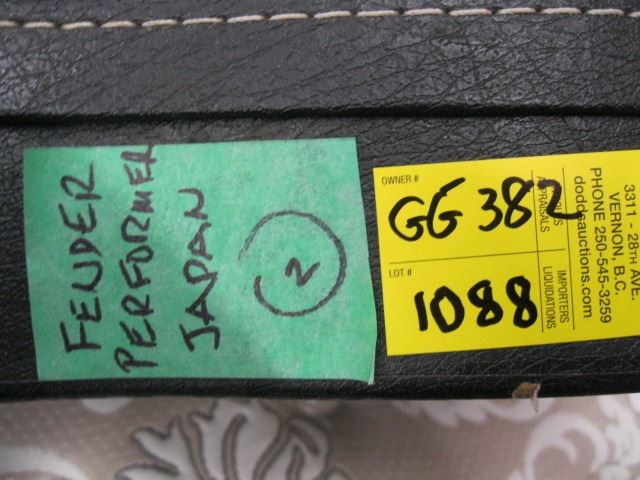 FENDER
PERFORMER
JAPAN
2
OWNER #
GG 382
LOT #
1088
APPRAISALS
IMPORTERS
LIQUIDATIONS
3311 - 28TH AVE.
VERNON, B.C.
PHONE 250-545-3259
doddsauctions.com